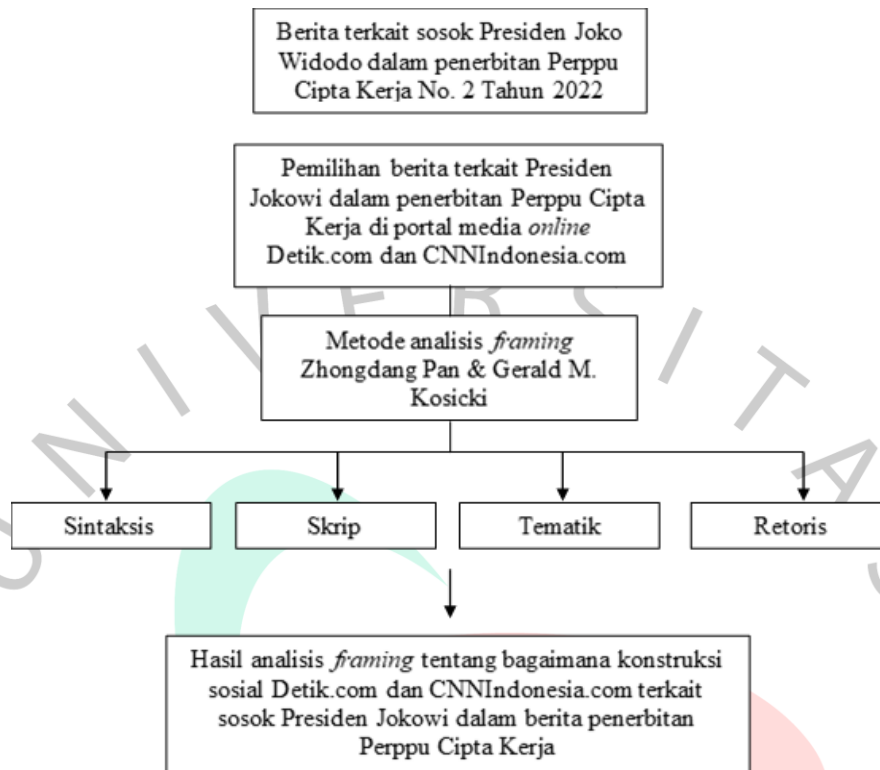 Berita terkait sosok Presiden Joko
Widodo dalam penerbitan Perppu
Cipta Kerja No. 2 Tahun 2022
Pemilihan berita terkait Presiden
Jokowi dalam penerbitan Perppu Cipta
Kerja di portal media online
Detik.com dan CNNIndonesia.com
UNIVERSITAS
Metode analisis framing
Zhongdang Pan & Gerald M.
Kosicki
Sintaksis
Skrip
Tematik
Retoris
Hasil analisis framing tentang bagaimana konstruksi
sosial Detik.com dan CNNIndonesia.com terkait
sosok Presiden Jokowi dalam berita penerbitan
Perppu Cipta Kerja